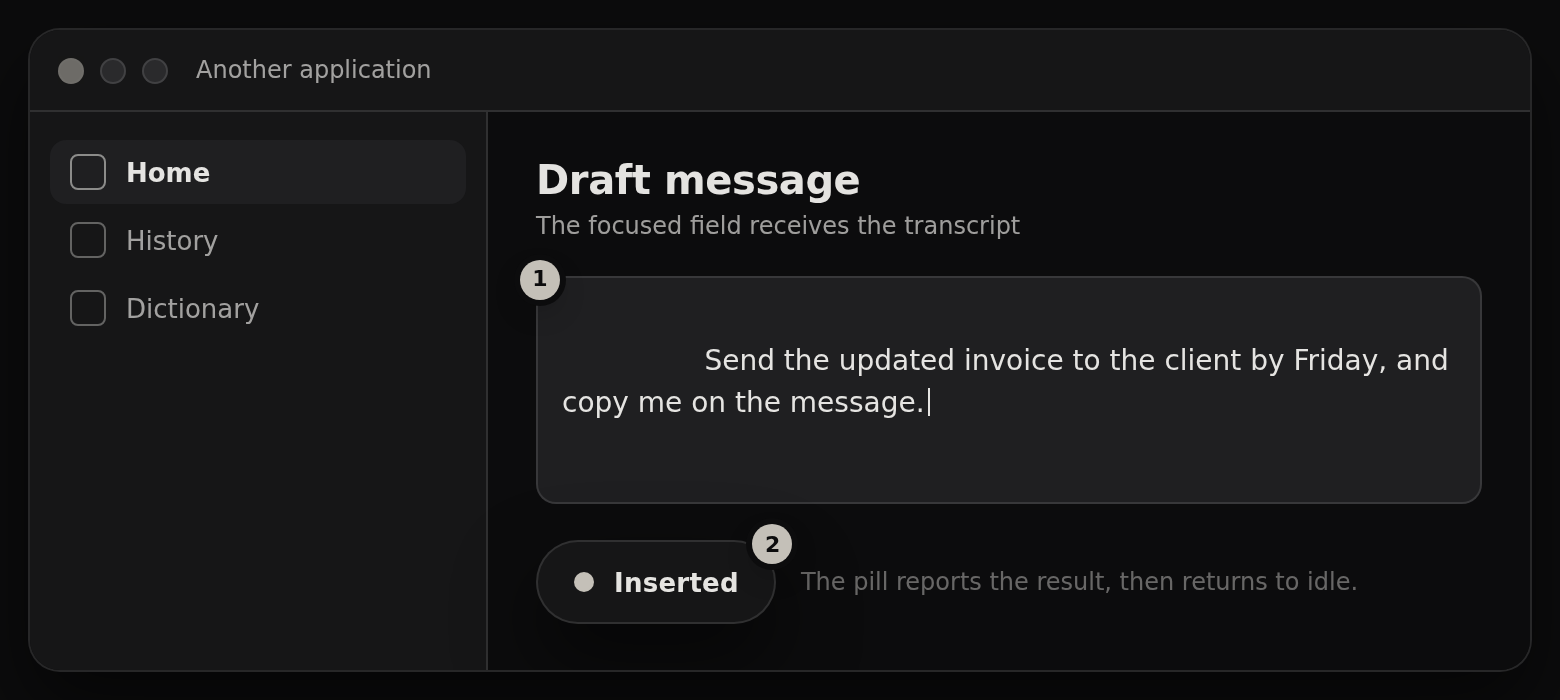 Another application
Home
History
Dictionary
Draft message
The focused field receives the transcript
1
Send the updated invoice to the client by Friday, and
copy me on the message.
2
Inserted
The pill reports the result, then returns to idle.